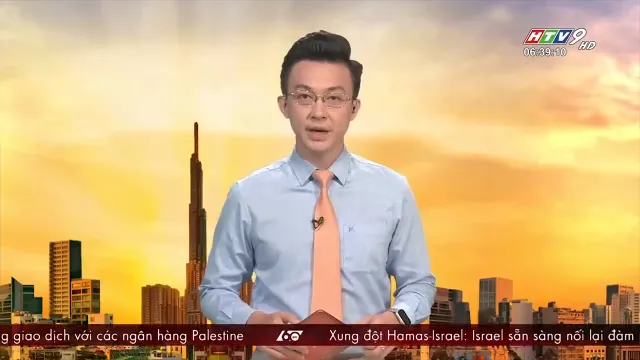 HTV9 HD
06:39:10
g giao dịch với các ngân hàng Palestine 60 Xung đột Hamas-Israel: Israel sẵn sàng nối lại đàm